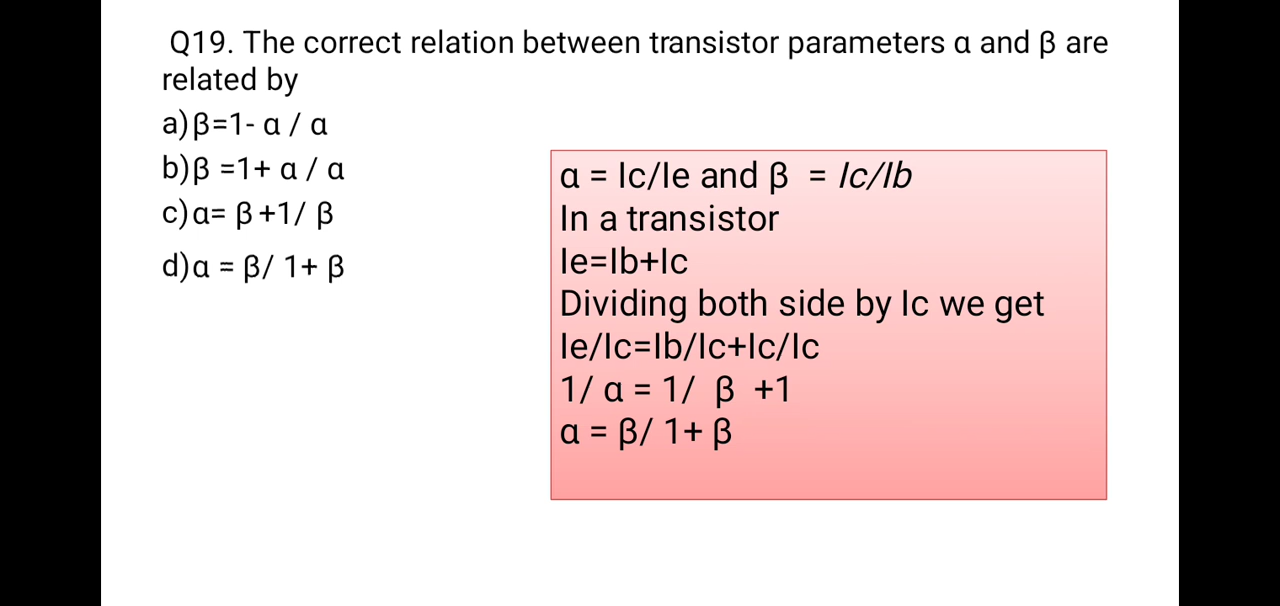 Q19. The correct relation between transistor parameters α and β are
related by
a)β=1- α / α
b)β =1+ α / α
c)α= β+1/ β
d)α = β/ 1+ β
α = Ic/Ie and β = Ic/Ib
In a transistor
Ie=Ib+Ic
Dividing both side by Ic we get
Ie/Ic=Ib/Ic+Ic/Ic
1/ α = 1/ β +1
α = β/ 1+ β